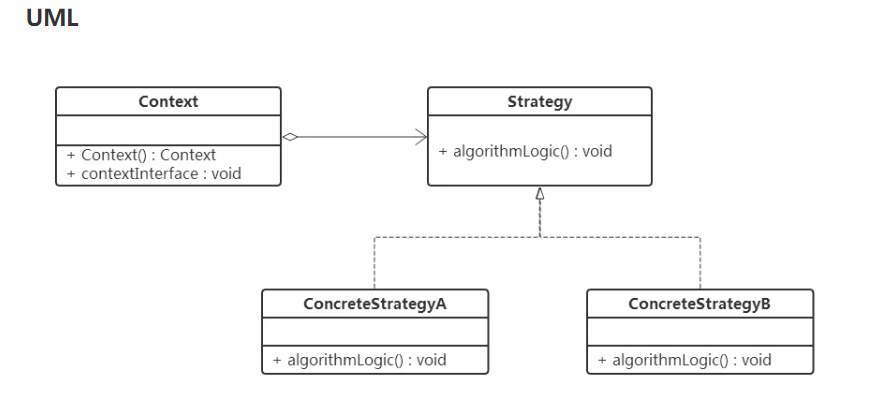 UML
Context
+ Context() : Context
+ contextInterface : void
Strategy
+ algorithmLogic() : void
ConcreteStrategyA
+ algorithmLogic() : void
ConcreteStrategyB
+ algorithmLogic() : void